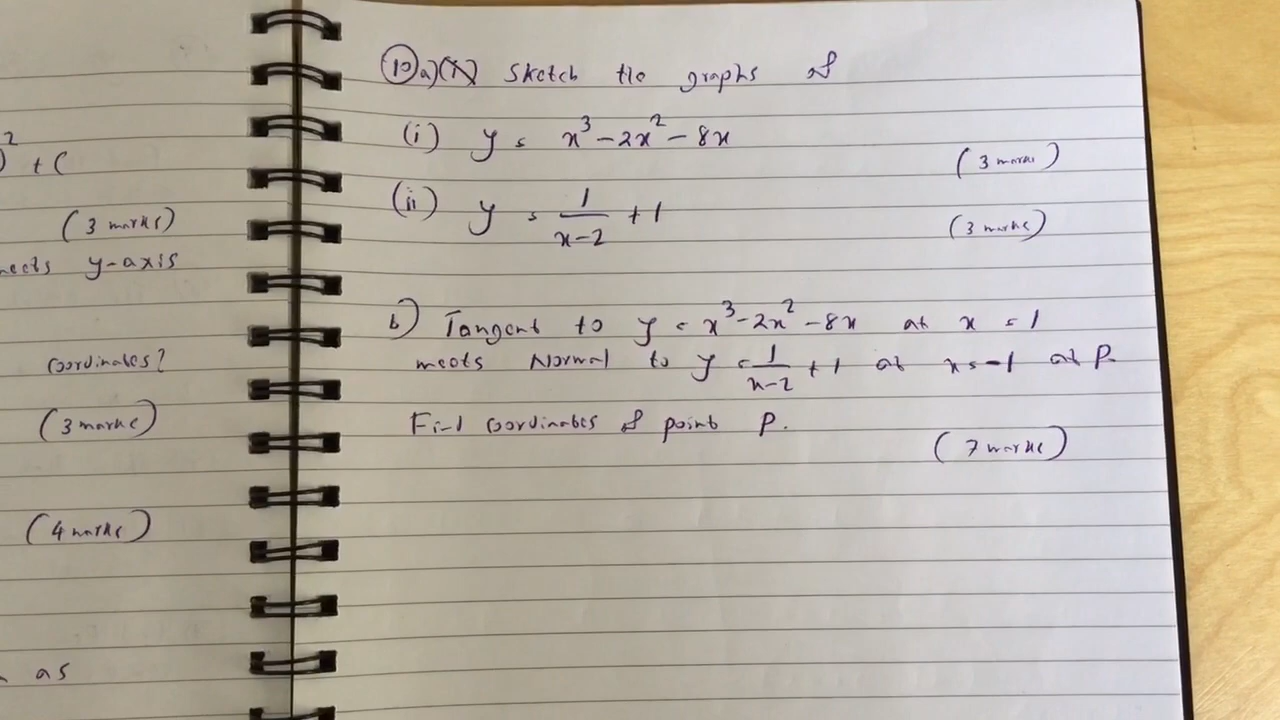 )² + C
(3 marks)
meets y-axis
coordinates?
(3 marks)
(4 marks)
as
10 a) Sketch the graphs of
(i) y = x³ - 2x² - 8x
(3 marks)
(ii) y = 1/(x-2) + 1
(3 marks)
b) Tangent to y = x³ - 2x² - 8x at x = 1
meets Normal to y = 1/(x-2) + 1 at x = -1 at P.
Find coordinates of point P.
(7 marks)